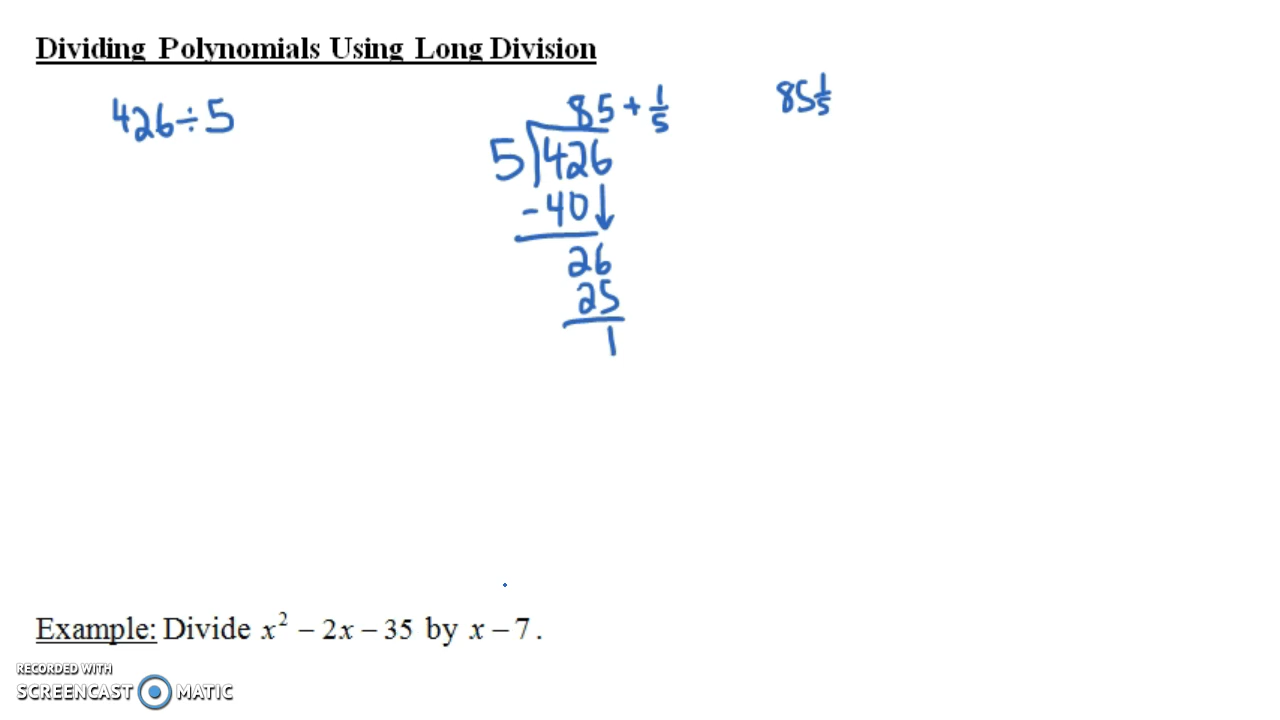 Dividing Polynomials Using Long Division
426÷5
85 + 1/5
5)426
-40↓
26
25
1
85 1/5
Example: Divide x² − 2x − 35 by x − 7.
RECORDED WITH
SCREENCAST MATIC